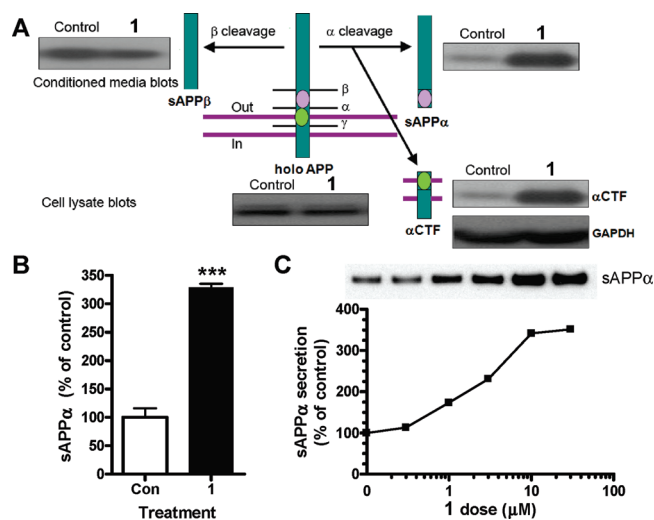 A
Control 1
Conditioned media blots
β cleavage
α cleavage
Control 1
sAPPβ
sAPPα
β
α
γ
Out
In
holo APP
Cell lysate blots
Control 1
αCTF
Control 1
αCTF
GAPDH
B
sAPPα (% of control)
350
300
250
200
150
100
50
0
***
Con
1
Treatment
C
sAPPα
sAPPα secretion
(% of control)
400
300
200
100
0
0
1
10
100
1 dose (μM)